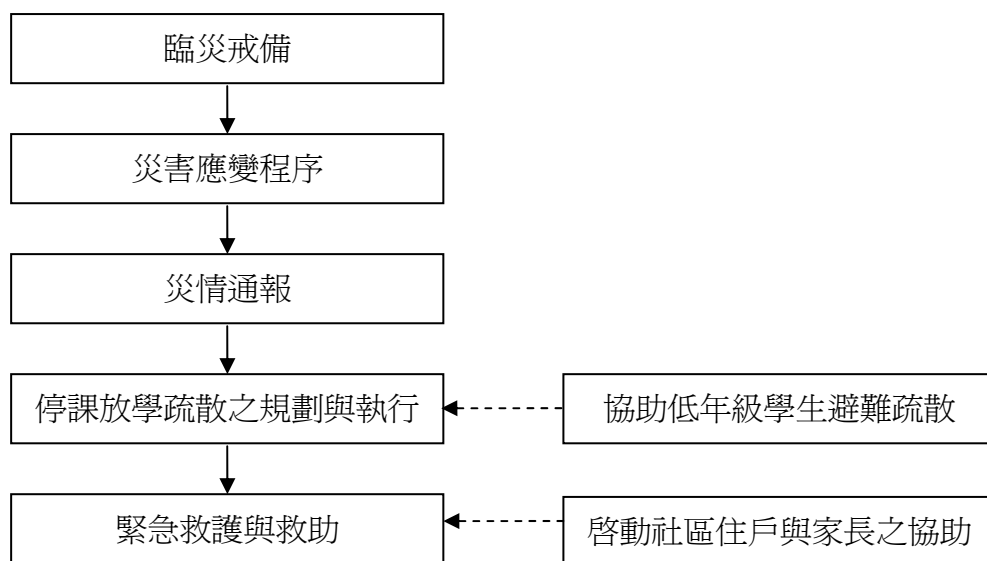 臨災戒備
災害應變程序
災情通報
停課放學疏散之規劃與執行
協助低年級學生避難疏散
緊急救護與救助
啓動社區住戶與家長之協助